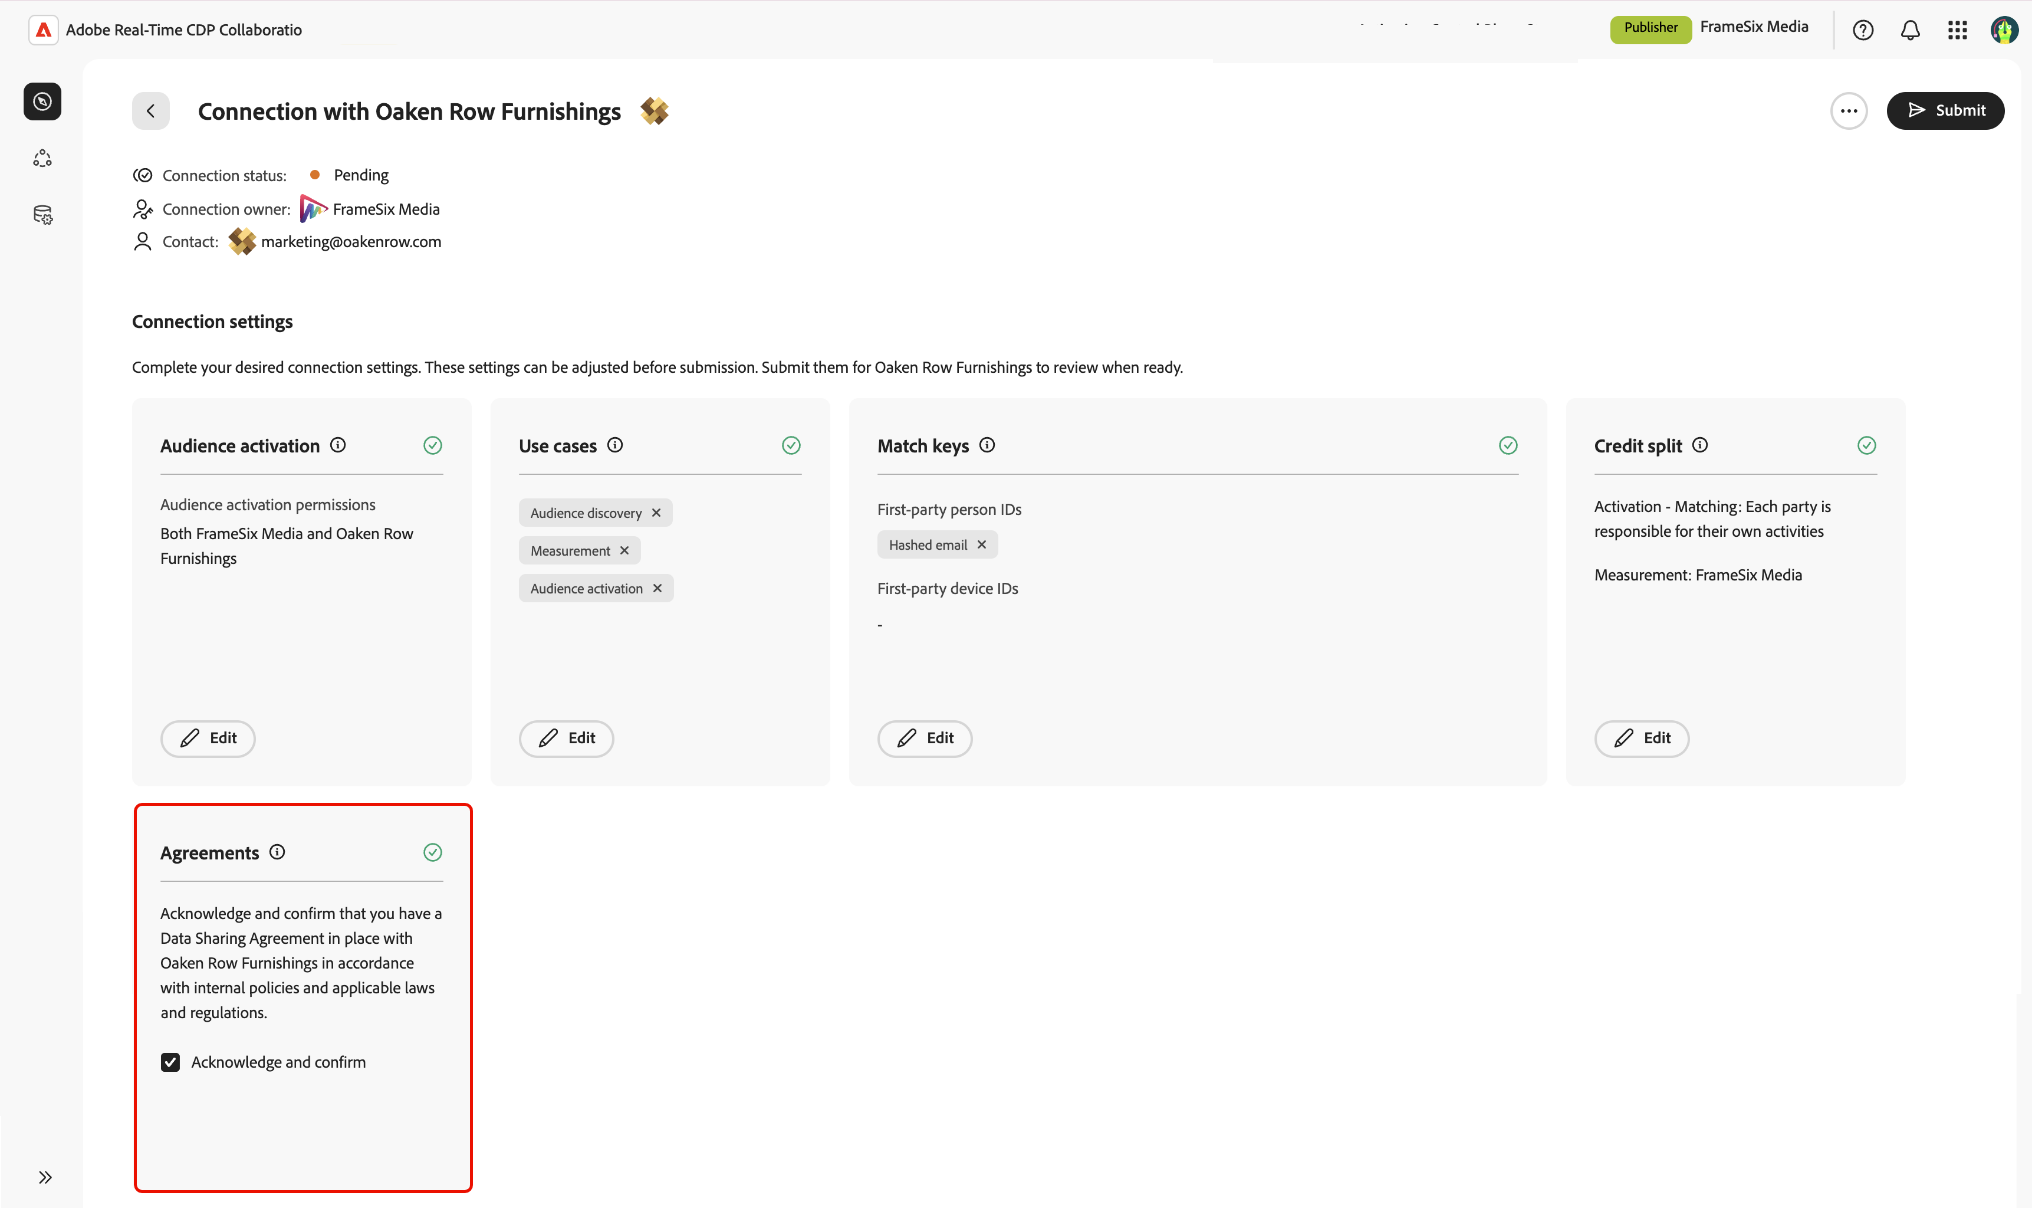 Adobe Real-Time CDP Collaboratio
Publisher
FrameSix Media
Connection with Oaken Row Furnishings
Submit
Connection status: Pending
Connection owner: FrameSix Media
Contact: marketing@oakenrow.com
Connection settings
Complete your desired connection settings. These settings can be adjusted before submission. Submit them for Oaken Row Furnishings to review when ready.
Audience activation
Audience activation permissions
Both FrameSix Media and Oaken Row
Furnishings
Edit
Use cases
Audience discovery
Measurement
Audience activation
Edit
Match keys
First-party person IDs
Hashed email
First-party device IDs
-
Edit
Credit split
Activation - Matching: Each party is
responsible for their own activities
Measurement: FrameSix Media
Edit
Agreements
Acknowledge and confirm that you have a
Data Sharing Agreement in place with
Oaken Row Furnishings in accordance
with internal policies and applicable laws
and regulations.
Acknowledge and confirm